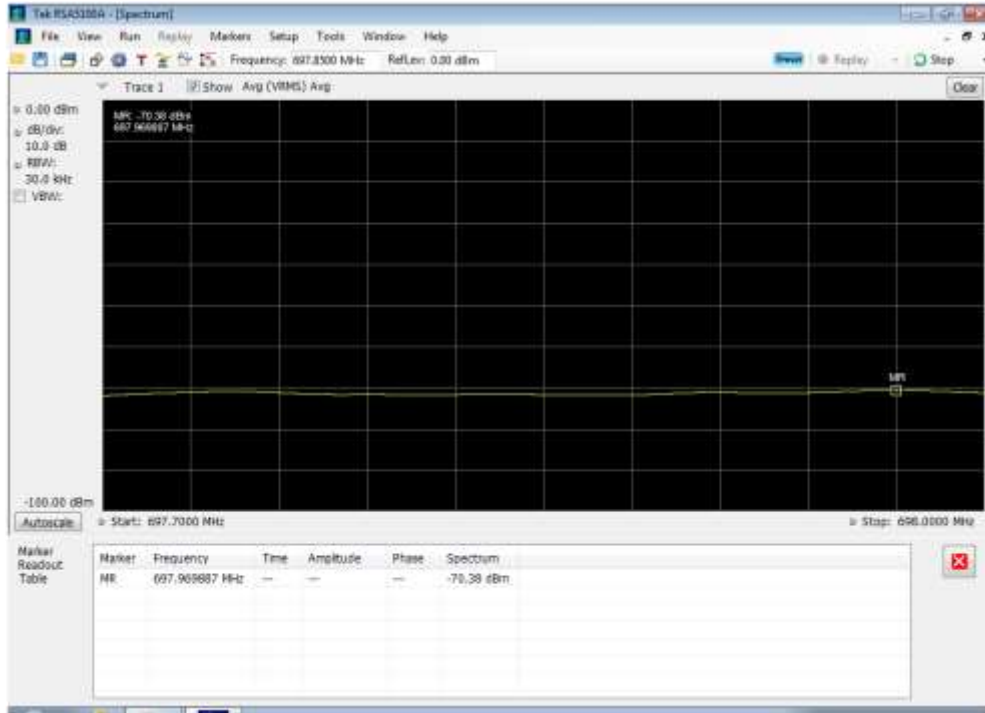 Tek RSA5100A - [Spectrum]
File View Run Replay Markers Setup Tools Window Help
Frequency: 697.8500 MHz RefLev: 0.00 dBm Preset Replay Stop
Trace 1 Show Avg (VRMS) Avg Clear
0.00 dBm
dB/div:
10.0 dB
RBW:
30.0 kHz
VBW:
MR: -70.38 dBm
697.969887 MHz
MR
-100.00 dBm
Autoscale Start: 697.7000 MHz Stop: 698.0000 MHz
Marker
Readout
Table
Marker Frequency Time Amplitude Phase Spectrum
MR 697.969887 MHz --- --- --- -70.38 dBm